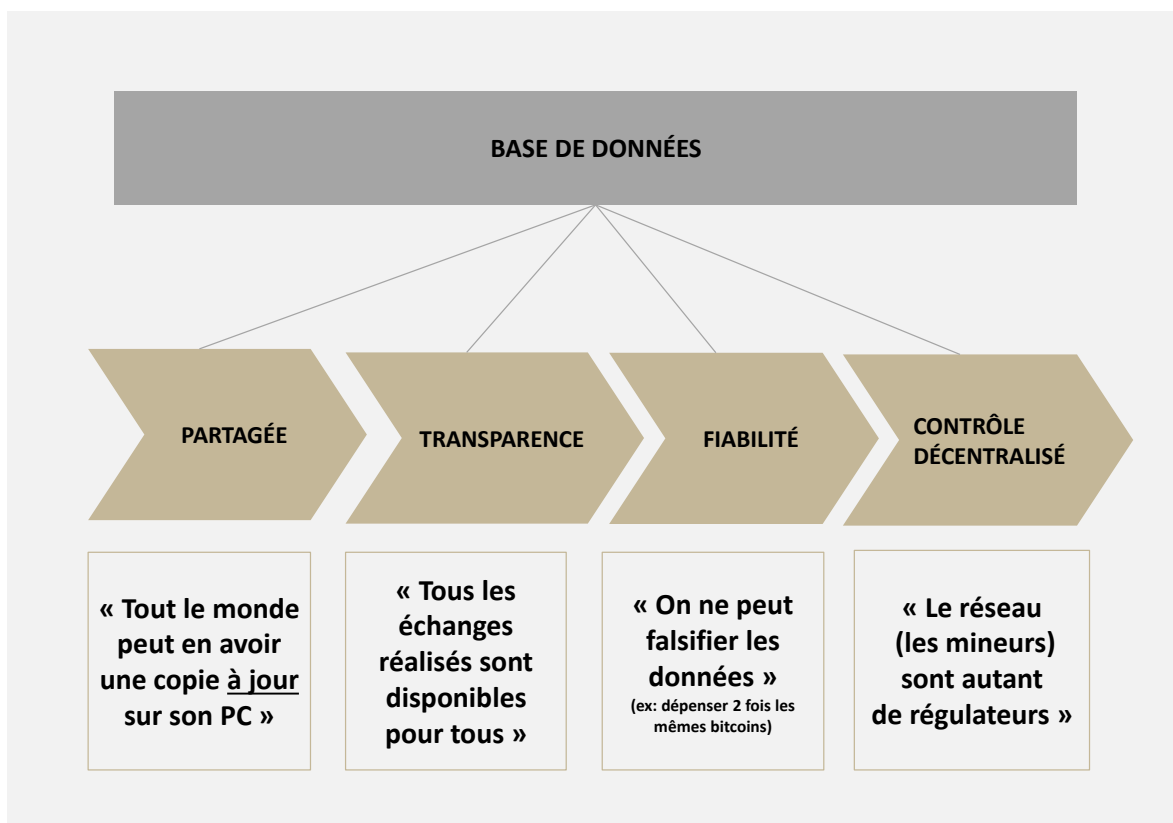 BASE DE DONNÉES
PARTAGÉE
TRANSPARENCE
FIABILITÉ
CONTRÔLE
DÉCENTRALISÉ
« Tout le monde
peut en avoir
une copie à jour
sur son PC »
« Tous les
échanges
réalisés sont
disponibles
pour tous »
« On ne peut
falsifier les
données »
(ex: dépenser 2 fois les
mêmes bitcoins)
« Le réseau
(les mineurs)
sont autant
de régulateurs »